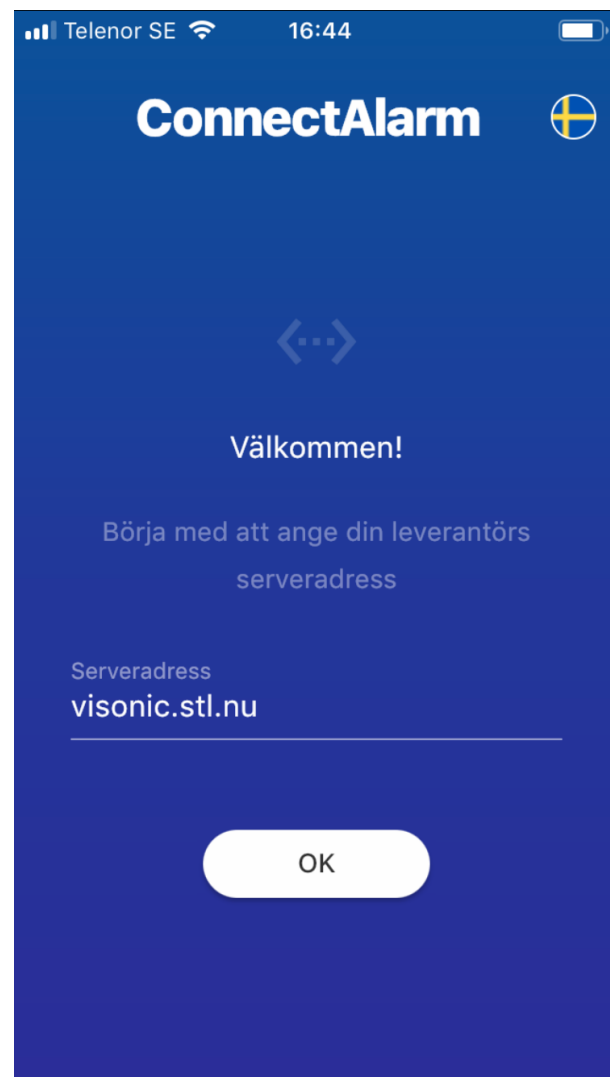 Telenor SE 16:44
ConnectAlarm
Välkommen!
Börja med att ange din leverantörs
serveradress
Serveradress
visonic.stl.nu
OK